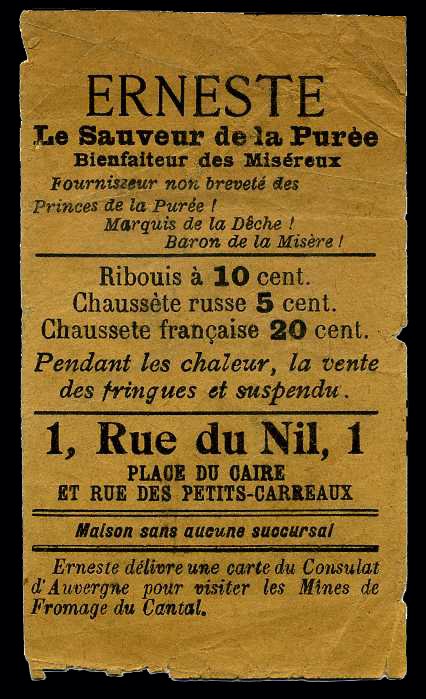 ERNESTE
Le Sauveur de la Purée
Bienfaiteur des Miséreux
Fournisseur non breveté des
Princes de la Purée !
Marquis de la Dêche !
Baron de la Misère !
Ribouis à 10 cent.
Chaussète russe 5 cent.
Chaussete française 20 cent.
Pendant les chaleur, la vente
des fringues et suspendu.
1, Rue du Nil, 1
PLACE DU CAIRE
ET RUE DES PETITS-CARREAUX
Maison sans aucune succursal
Erneste délivre une carte du Consulat
d'Auvergne pour visiter les Mines de
Fromage du Cantal.